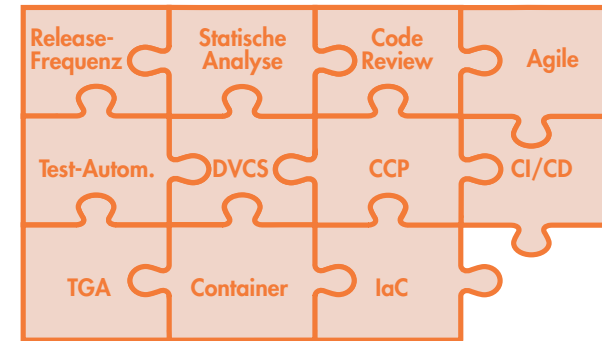 Release-
Frequenz
Statische
Analyse
Code
Review
Agile
Test-Autom.
DVCS
CCP
CI/CD
TGA
Container
IaC